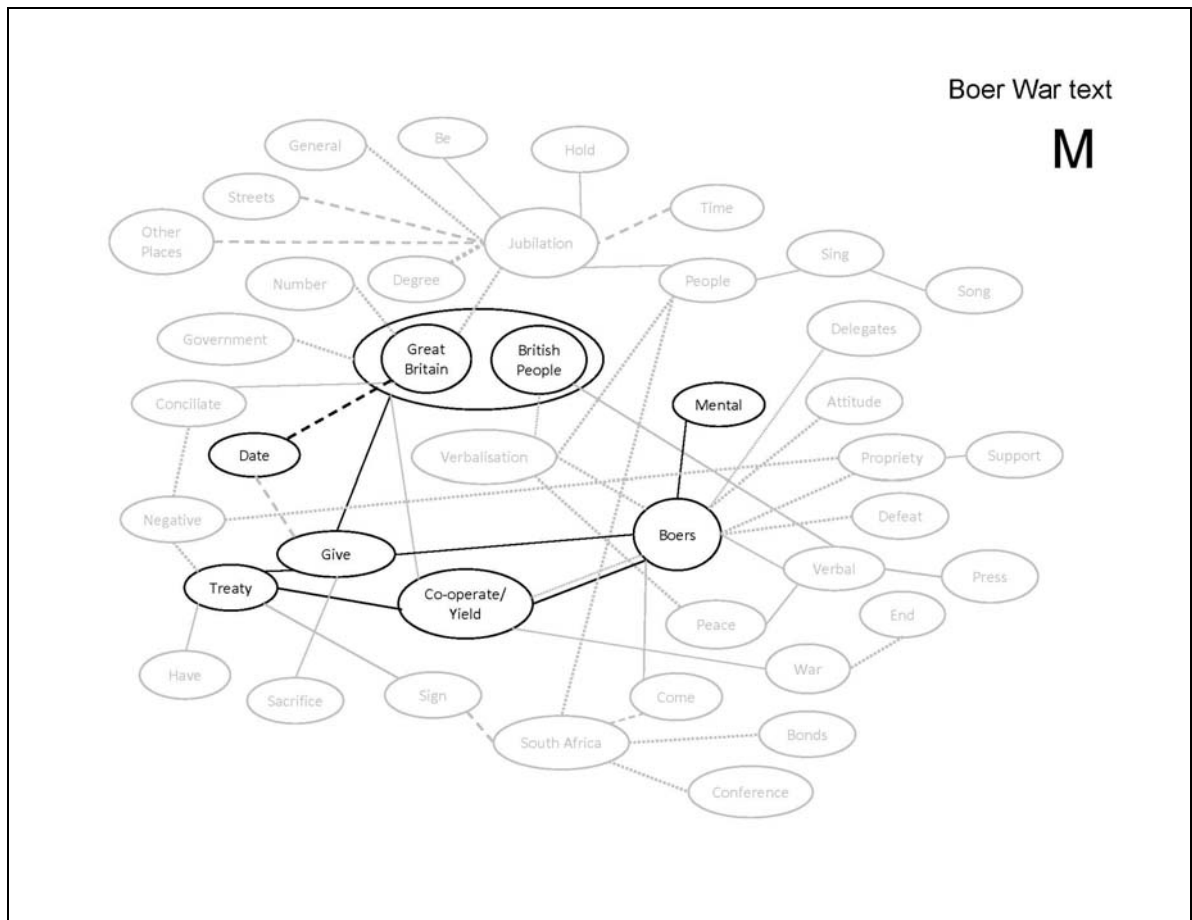 Boer War text
M
General
Be
Hold
Streets
Time
Other
Places
Jubilation
Number
Degree
People
Sing
Song
Government
Great
Britain
British
People
Delegates
Conciliate
Mental
Attitude
Date
Verbalisation
Propriety
Support
Negative
Give
Boers
Defeat
Treaty
Co-operate/
Yield
Verbal
Press
Peace
End
Have
Sacrifice
Sign
Come
War
South Africa
Bonds
Conference